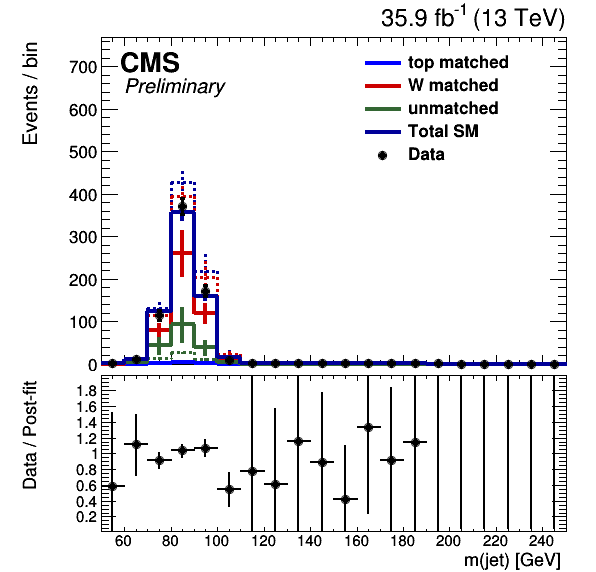 35.9 fb-1 (13 TeV)
CMS
Preliminary
top matched
W matched
unmatched
Total SM
Data
Events / bin
700
600
500
400
300
200
100
0
Data / Post-fit
1.8
1.6
1.4
1.2
1
0.8
0.6
0.4
0.2
60 80 100 120 140 160 180 200 220 240
m(jet) [GeV]